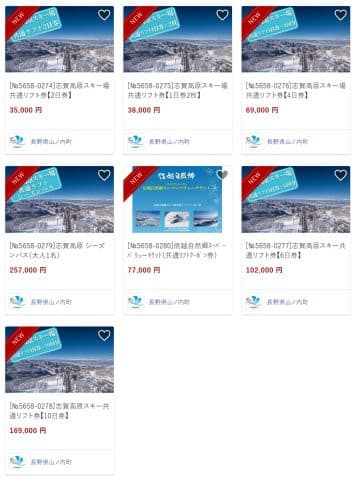 NEW
[№5658-0274]志賀高原スキー場
共通リフト券【2日券】
35,000 円
長野県山ノ内町
NEW
[№5658-0275]志賀高原スキー場
共通リフト券【1日券2枚】
38,000 円
長野県山ノ内町
NEW
[№5658-0276]志賀高原スキー場
共通リフト券【4日券】
69,000 円
長野県山ノ内町
NEW
[№5658-0279]志賀高原 シーズ
ンパス(大人1名)
257,000 円
長野県山ノ内町
NEW
[№5658-0280]信越自然郷ｽｰﾊﾟｰ
ﾊﾞﾘｭｰﾁｹｯﾄ(共通ﾘﾌﾄｸｰﾎﾟﾝ券)
77,000 円
長野県山ノ内町
NEW
[№5658-0277]志賀高原スキー共
通リフト券【6日券】
102,000 円
長野県山ノ内町
NEW
[№5658-0278]志賀高原スキー共
通リフト券【10日券】
169,000 円
長野県山ノ内町